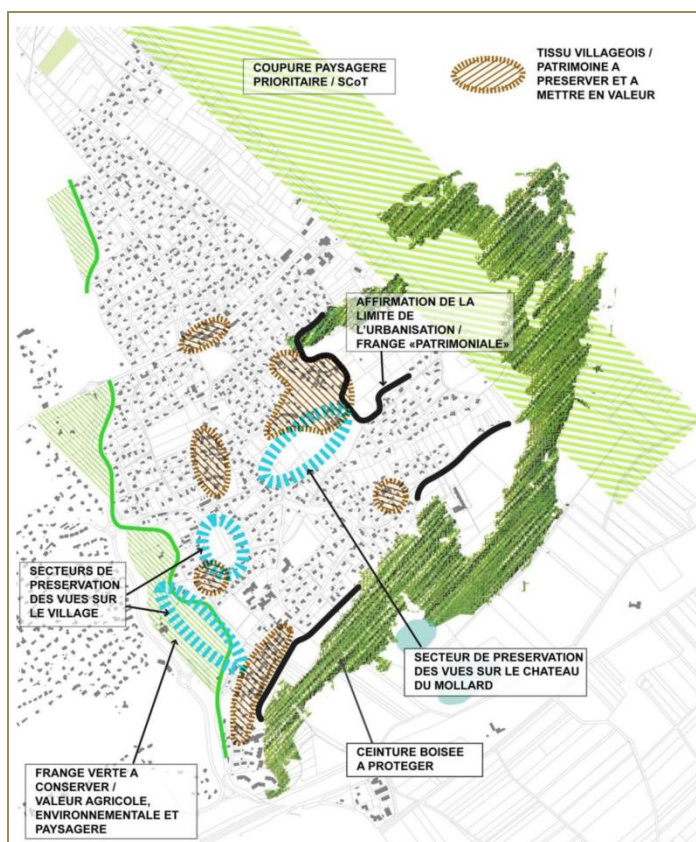 COUPURE PAYSAGERE
PRIORITAIRE / SCoT
TISSU VILLAGEOIS /
PATRIMOINE A
PRESERVER ET A
METTRE EN VALEUR
AFFIRMATION DE LA
LIMITE DE
L'URBANISATION /
FRANGE «PATRIMONIALE»
SECTEURS DE
PRESERVATION
DES VUES SUR
LE VILLAGE
SECTEUR DE PRESERVATION
DES VUES SUR LE CHATEAU
DU MOLLARD
CEINTURE BOISEE
A PROTEGER
FRANGE VERTE A
CONSERVER /
VALEUR AGRICOLE,
ENVIRONNEMENTALE ET
PAYSAGERE